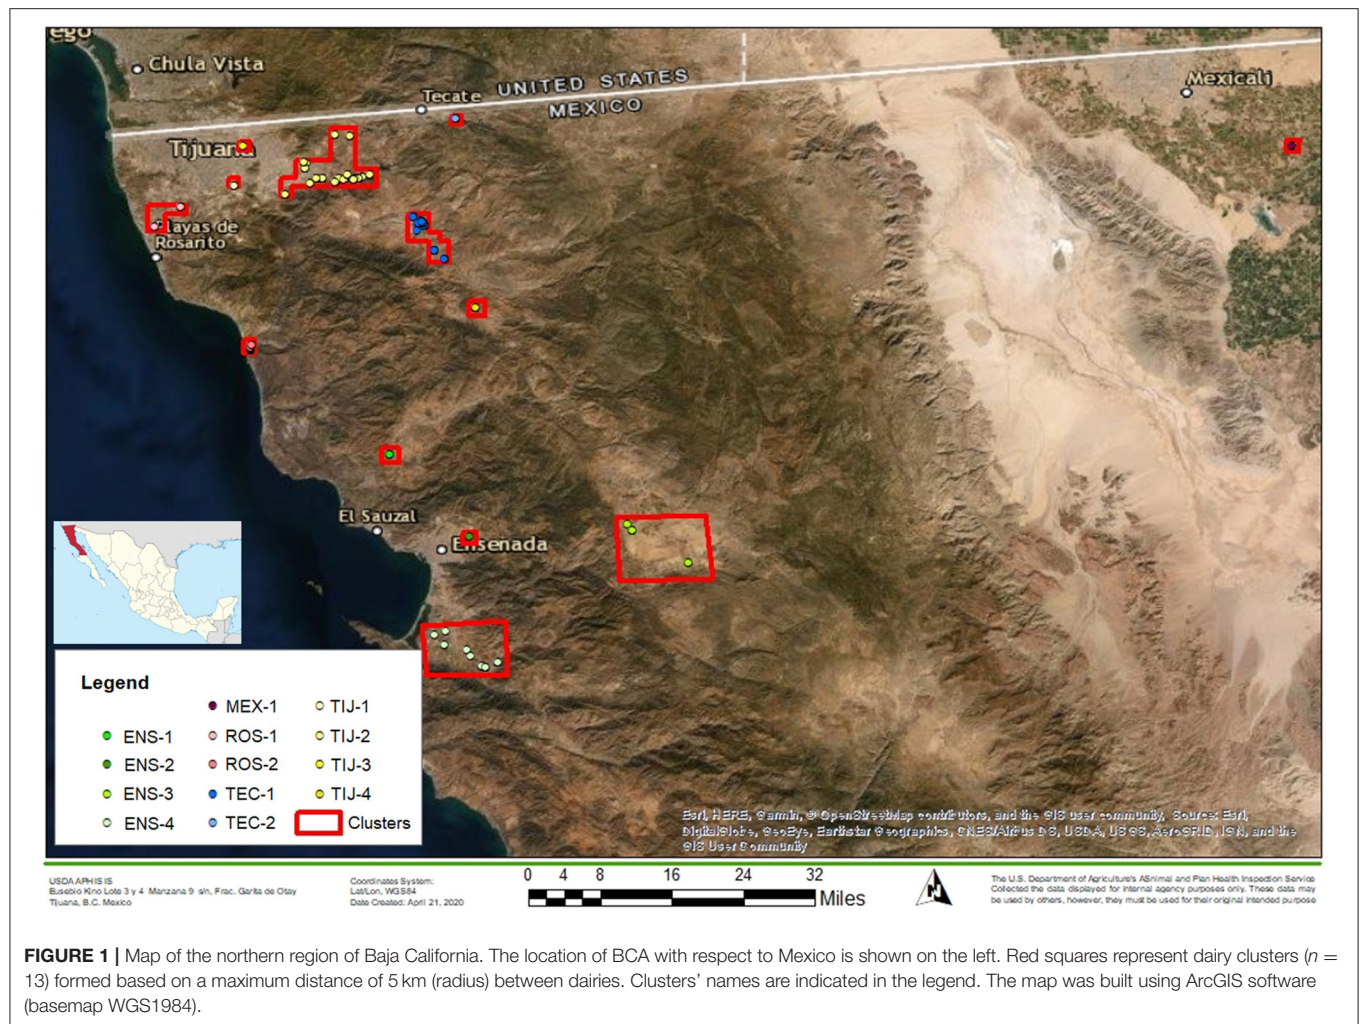 ego
Chula Vista
UNITED STATES
MEXICO
Tecate
Mexicali
Tijuana
Playas de
Rosarito
El Sauzal
Ensenada
Legend
MEX-1
TIJ-1
ENS-1
ROS-1
TIJ-2
ENS-2
ROS-2
TIJ-3
ENS-3
TEC-1
TIJ-4
ENS-4
TEC-2
Clusters
Esri, HERE, Garmin, © OpenStreetMap contributors, and the GIS user community, Source: Esri,
DigitalGlobe, GeoEye, Earthstar Geographics, CNES/Airbus DS, USDA, USGS, AeroGRID, IGN, and the
GIS User Community
USDA APHIS IS
Eusebio Kino Lote 3 y 4 Manzana 9 s/n, Frac. Garita de Otay
Tijuana, B.C. Mexico
Coordinates System:
Lat/Lon, WGS84
Date Created: April 21, 2020
0 4 8 16 24 32
Miles
N
The U.S. Department of Agriculture's ASnimal and Plan Health Inspection Service
Collected the data displayed for internal agency purposes only. These data may
be used by others, however, they must be used for their original intended purpose
FIGURE 1 | Map of the northern region of Baja California. The location of BCA with respect to Mexico is shown on the left. Red squares represent dairy clusters (n =
13) formed based on a maximum distance of 5 km (radius) between dairies. Clusters' names are indicated in the legend. The map was built using ArcGIS software
(basemap WGS1984).